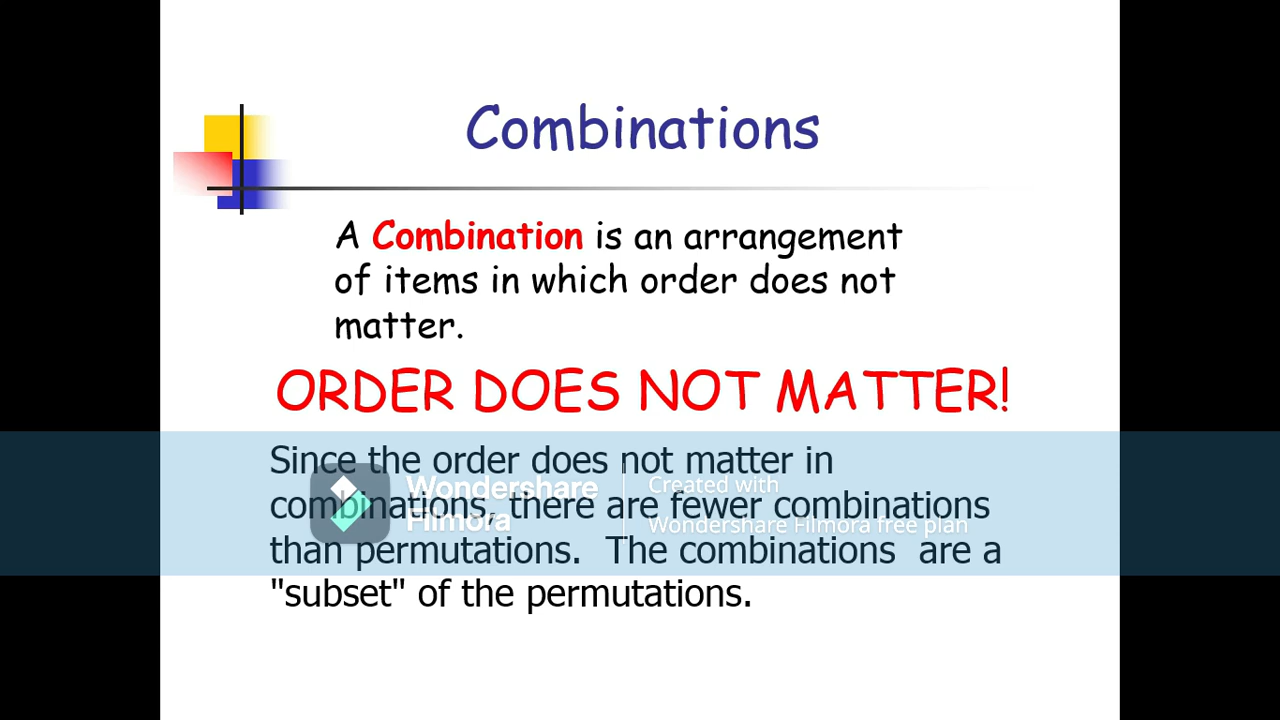 Combinations
A Combination is an arrangement
of items in which order does not
matter.
ORDER DOES NOT MATTER!
Since the order does not matter in
combinations, there are fewer combinations
than permutations. The combinations are a
"subset" of the permutations.
Wondershare
Filmora
Created with
Wondershare Filmora free plan